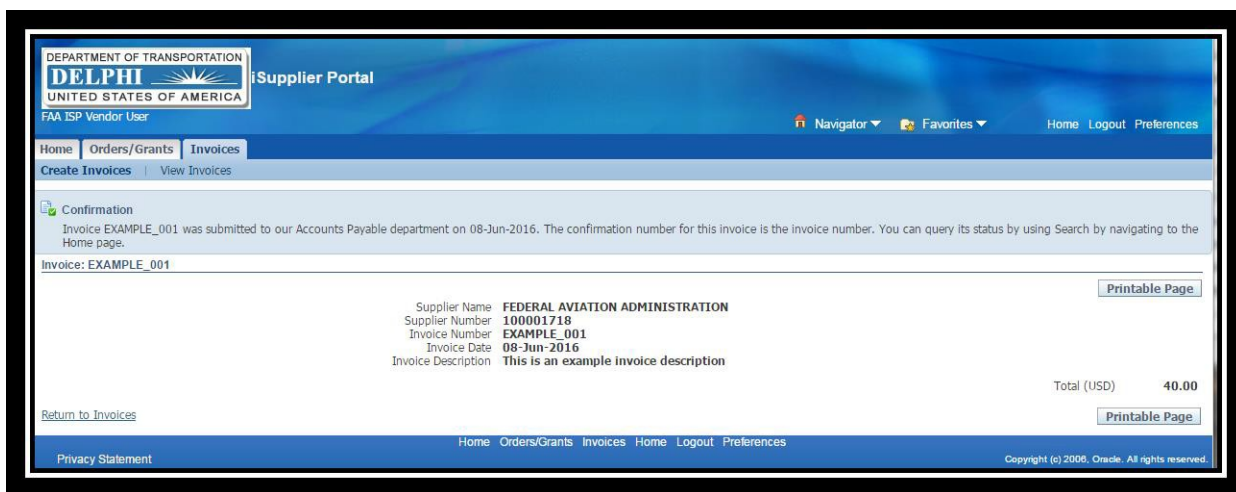 DEPARTMENT OF TRANSPORTATION
DELPHI
UNITED STATES OF AMERICA
iSupplier Portal
FAA ISP Vendor User
Navigator Favorites Home Logout Preferences
Home Orders/Grants Invoices
Create Invoices | View Invoices
Confirmation
Invoice EXAMPLE_001 was submitted to our Accounts Payable department on 08-Jun-2016. The confirmation number for this invoice is the invoice number. You can query its status by using Search by navigating to the
Home page.
Invoice: EXAMPLE_001
Printable Page
Supplier Name FEDERAL AVIATION ADMINISTRATION
Supplier Number 100001718
Invoice Number EXAMPLE_001
Invoice Date 08-Jun-2016
Invoice Description This is an example invoice description
Total (USD) 40.00
Return to Invoices
Printable Page
Home Orders/Grants Invoices Home Logout Preferences
Privacy Statement
Copyright (c) 2006, Oracle. All rights reserved.